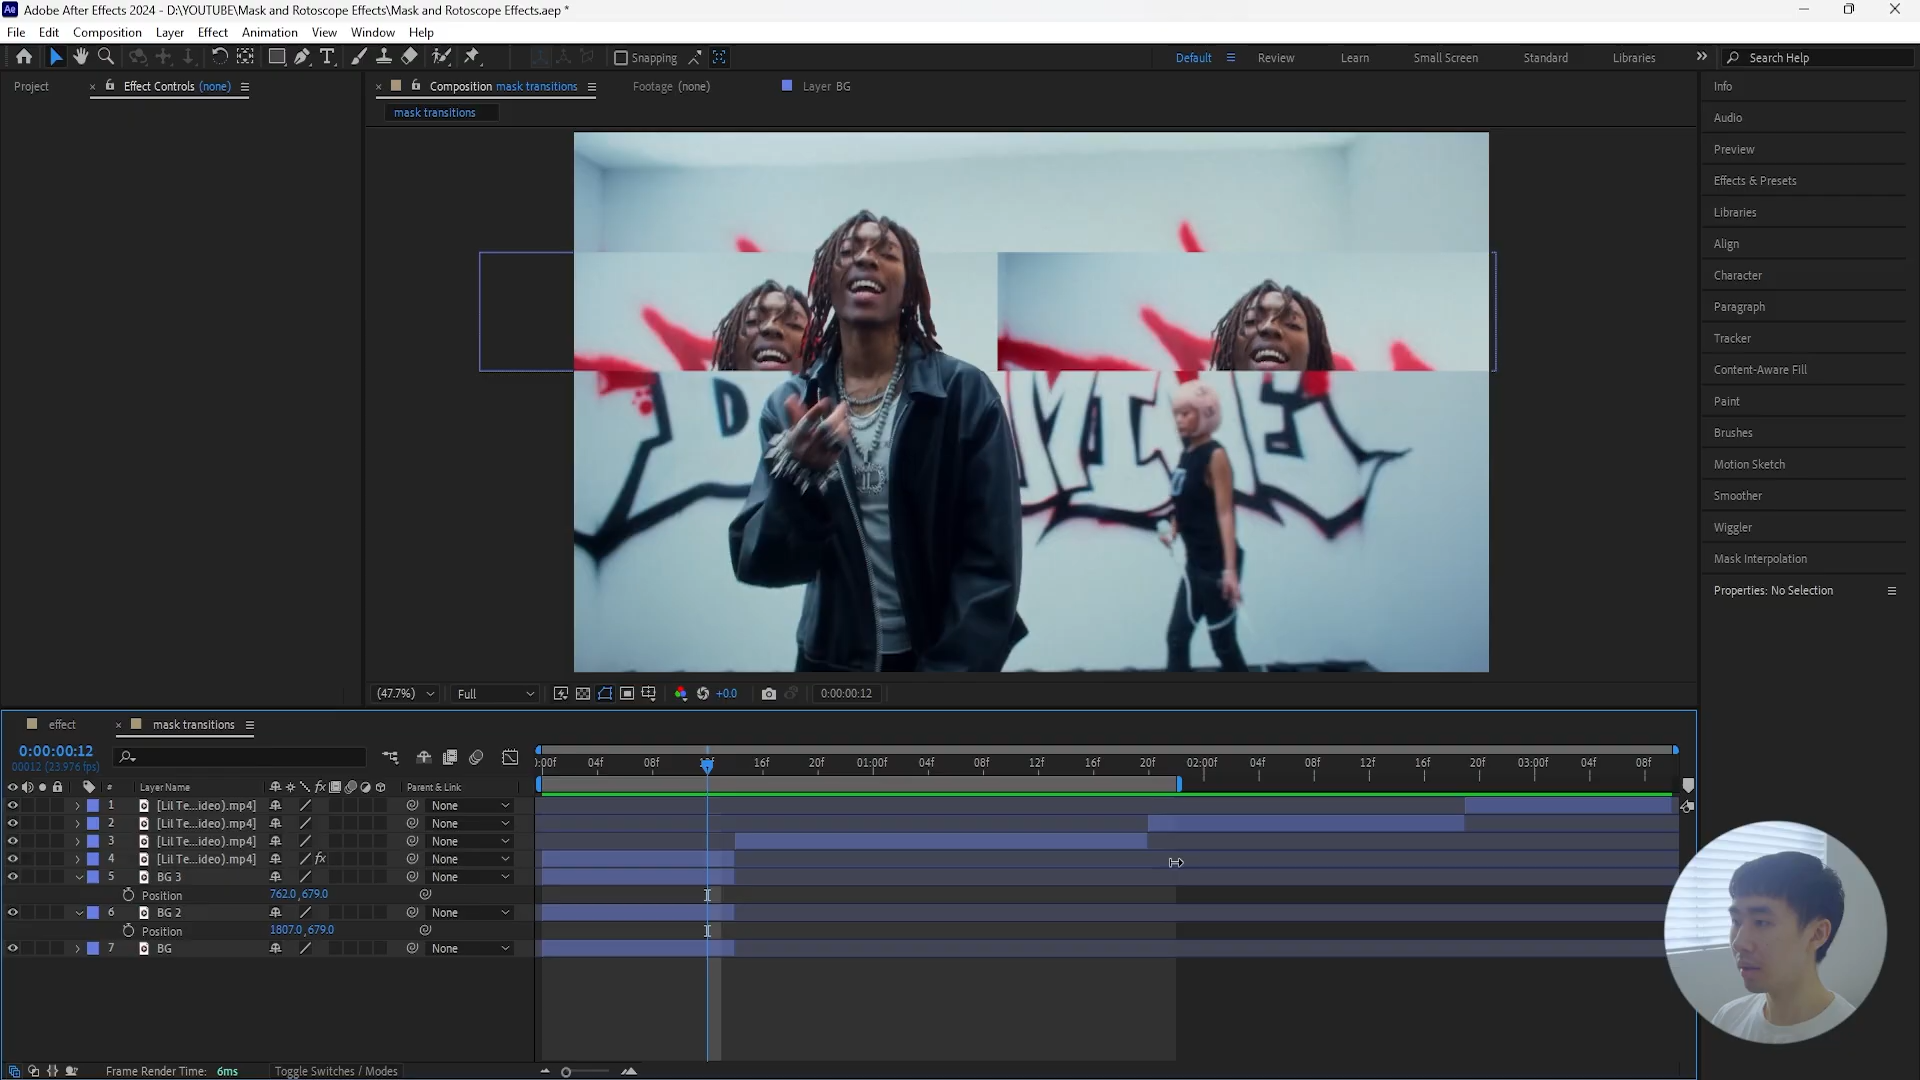 Adobe After Effects 2024 - D:\YOUTUBE\Mask and Rotoscope Effects\Mask and Rotoscope Effects.aep *
File Edit Composition Layer Effect Animation View Window Help
Snapping
Default Review Learn Small Screen Standard Libraries Search Help
Project Effect Controls (none) Composition mask transitions Footage (none) Layer BG
mask transitions
Info
Audio
Preview
Effects & Presets
Libraries
Align
Character
Paragraph
Tracker
Content-Aware Fill
Paint
Brushes
Motion Sketch
Smoother
Wiggler
Mask Interpolation
Properties: No Selection
(47.7%) Full +0.0 0:00:00:12
effect mask transitions
0:00:00:12
00012 (23.976 fps)
0:00f 04f 08f 12f 16f 20f 01:00f 04f 08f 12f 16f 20f 02:00f 04f 08f 12f 16f 20f 03:00f 04f 08f
# Layer Name Parent & Link
1 [Lil Te...ideo).mp4] None
2 [Lil Te...ideo).mp4] None
3 [Lil Te...ideo).mp4] None
4 [Lil Te...ideo).mp4] fx None
5 BG 3 None
Position 762.0, 679.0
6 BG 2 None
Position 1807.0, 679.0
7 BG None
Frame Render Time: 6ms Toggle Switches / Modes